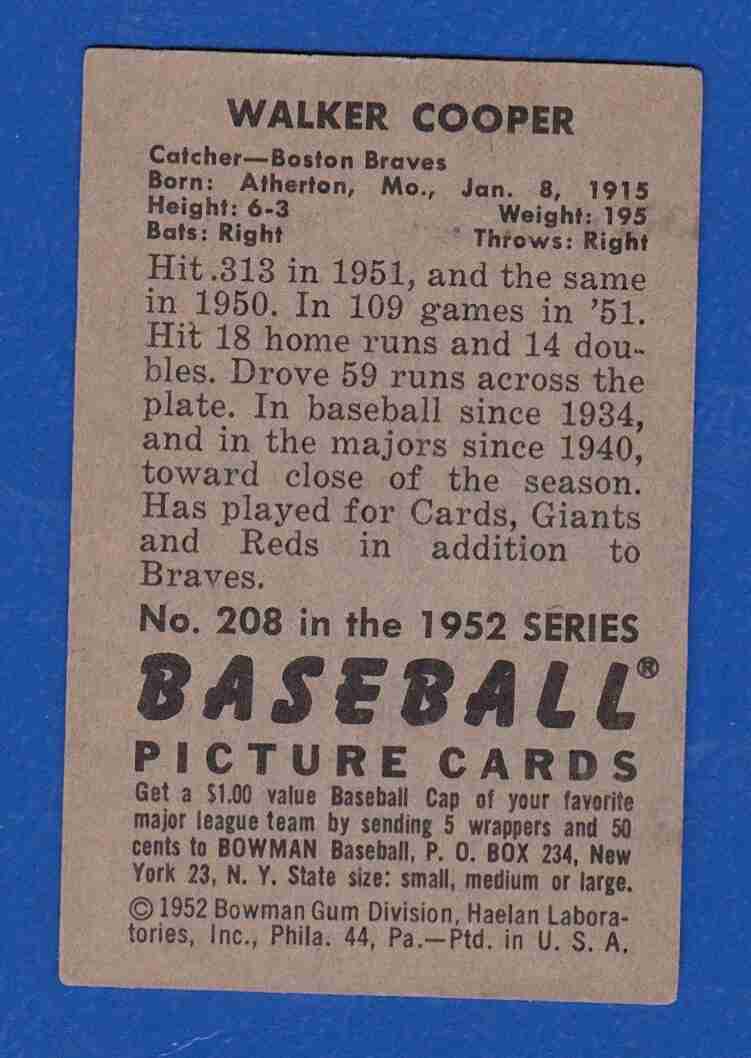 WALKER COOPER
Catcher—Boston Braves
Born: Atherton, Mo., Jan. 8, 1915
Height: 6-3 Weight: 195
Bats: Right Throws: Right
Hit .313 in 1951, and the same
in 1950. In 109 games in '51.
Hit 18 home runs and 14 dou-
bles. Drove 59 runs across the
plate. In baseball since 1934,
and in the majors since 1940,
toward close of the season.
Has played for Cards, Giants
and Reds in addition to
Braves.
No. 208 in the 1952 SERIES
BASEBALL®
PICTURE CARDS
Get a $1.00 value Baseball Cap of your favorite
major league team by sending 5 wrappers and 50
cents to BOWMAN Baseball, P. O. BOX 234, New
York 23, N. Y. State size: small, medium or large.
© 1952 Bowman Gum Division, Haelan Labora-
tories, Inc., Phila. 44, Pa.—Ptd. in U. S. A.